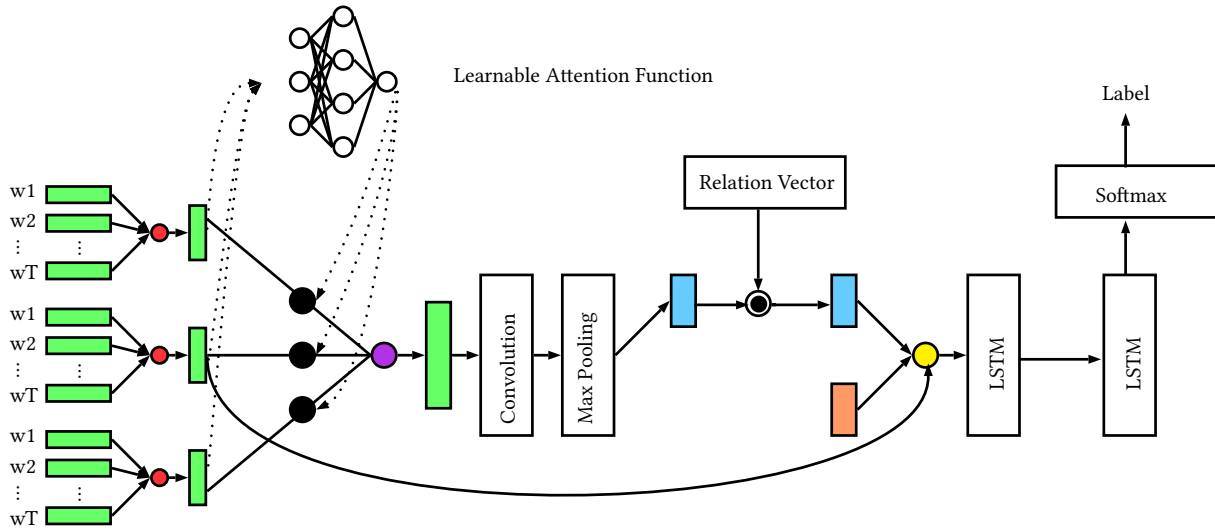 Learnable Attention Function
Label
Relation Vector
Softmax
w1
w2
...
...
wT
w1
w2
...
...
wT
w1
w2
...
...
wT
Convolution
Max Pooling
LSTM
LSTM